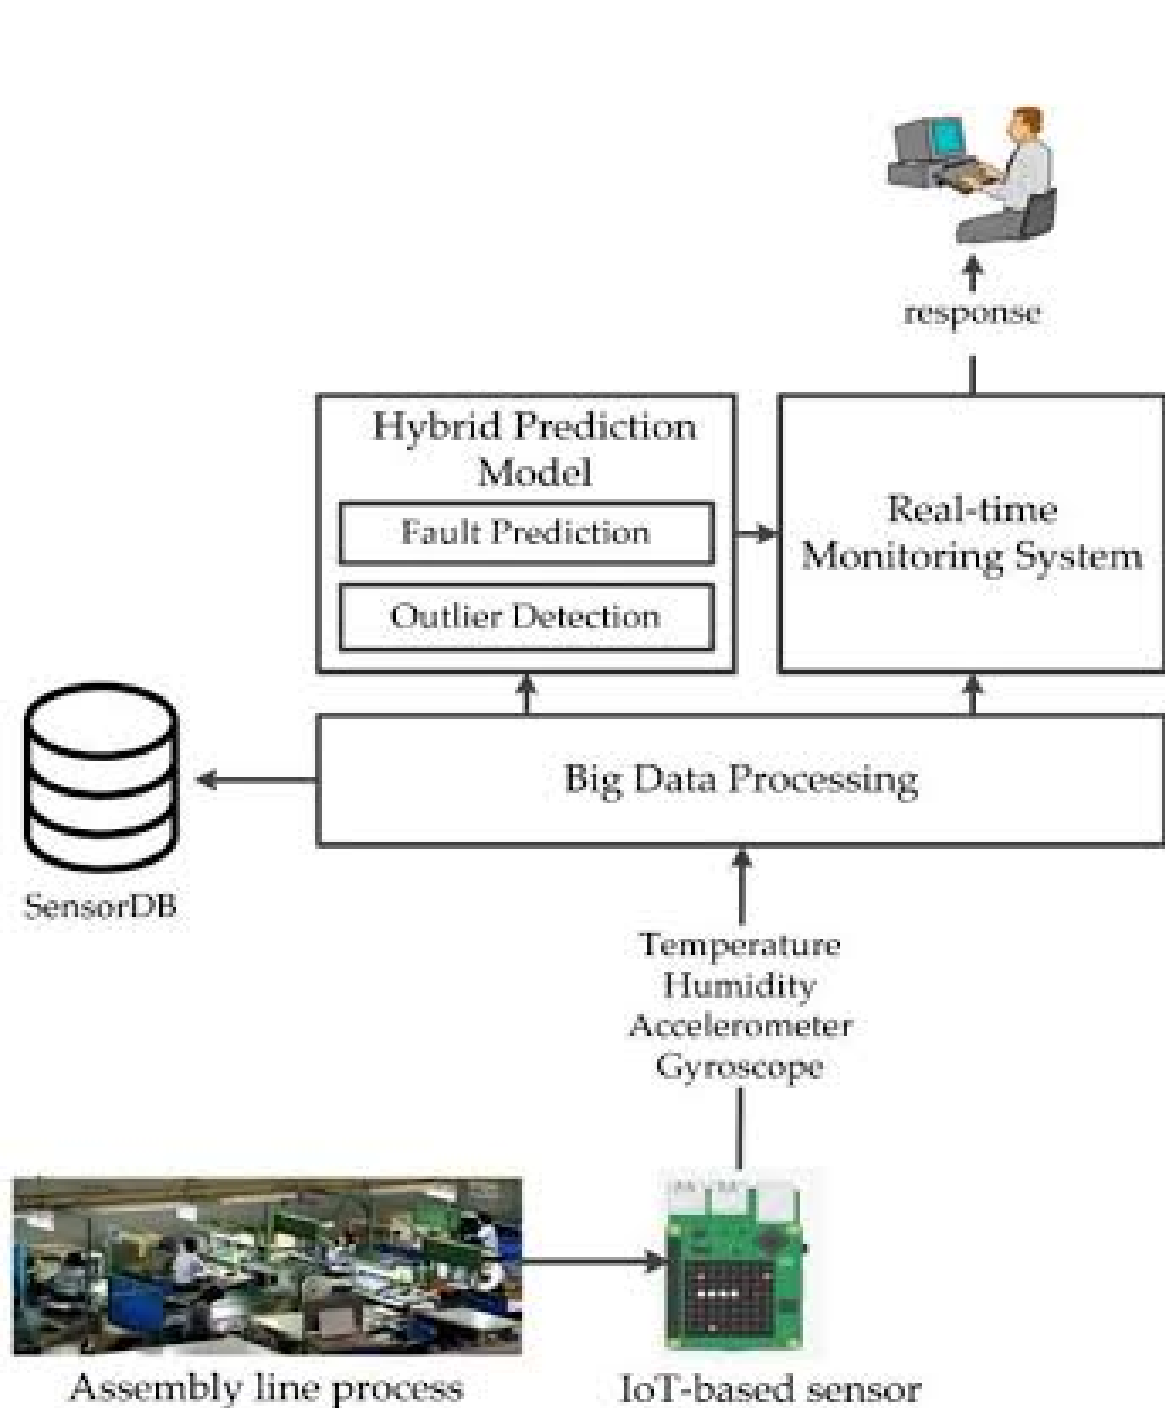 response
Hybrid Prediction
Model
Fault Prediction
Outlier Detection
Real-time
Monitoring System
Big Data Processing
SensorDB
Temperature
Humidity
Accelerometer
Gyroscope
Assembly line process
IoT-based sensor